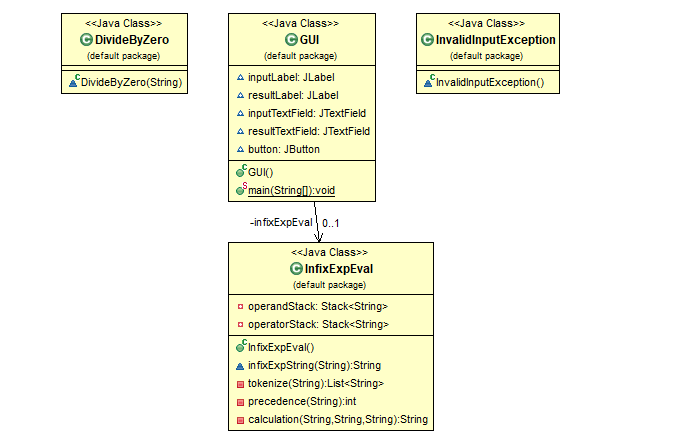 <<Java Class>>
DivideByZero
(default package)
DivideByZero(String)
<<Java Class>>
GUI
(default package)
inputLabel: JLabel
resultLabel: JLabel
inputTextField: JTextField
resultTextField: JTextField
button: JButton
GUI()
main(String[]):void
<<Java Class>>
InvalidInputException
(default package)
InvalidInputException()
-infixExpEval 0..1
<<Java Class>>
InfixExpEval
(default package)
operandStack: Stack<String>
operatorStack: Stack<String>
InfixExpEval()
infixExpString(String):String
tokenize(String):List<String>
precedence(String):int
calculation(String,String,String):String